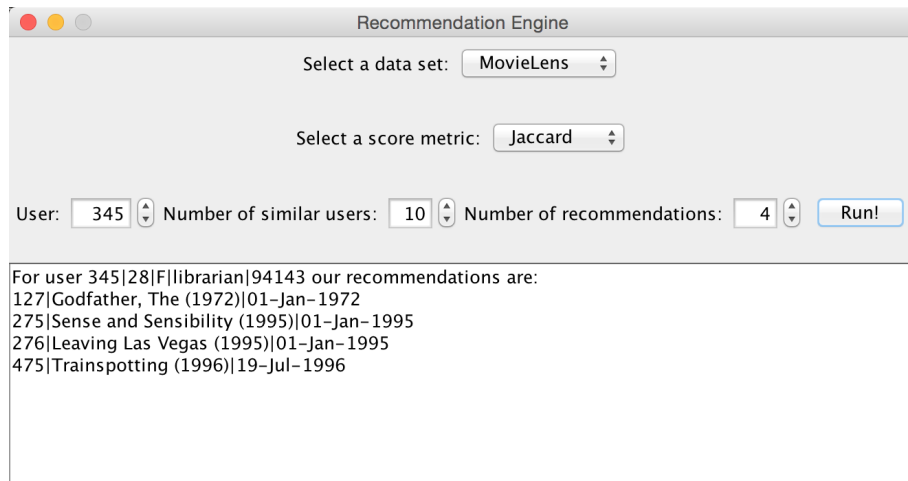 Recommendation Engine
Select a data set: MovieLens
Select a score metric: Jaccard
User: 345 Number of similar users: 10 Number of recommendations: 4 Run!
For user 345|28|F|librarian|94143 our recommendations are:
127|Godfather, The (1972)|01-Jan-1972
275|Sense and Sensibility (1995)|01-Jan-1995
276|Leaving Las Vegas (1995)|01-Jan-1995
475|Trainspotting (1996)|19-Jul-1996